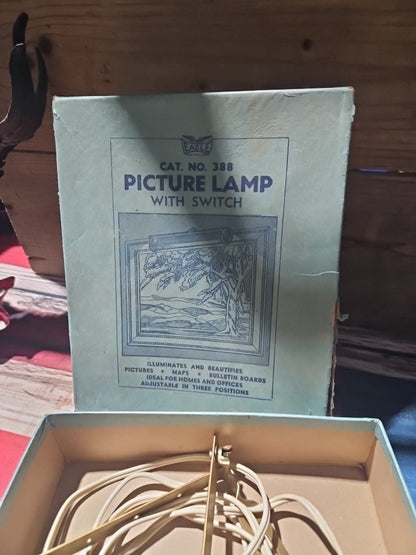 EAGLE
CAT. NO. 388
PICTURE LAMP
WITH SWITCH
ILLUMINATES AND BEAUTIFIES
PICTURES • MAPS • BULLETIN BOARDS
IDEAL FOR HOMES AND OFFICES
ADJUSTABLE IN THREE POSITIONS